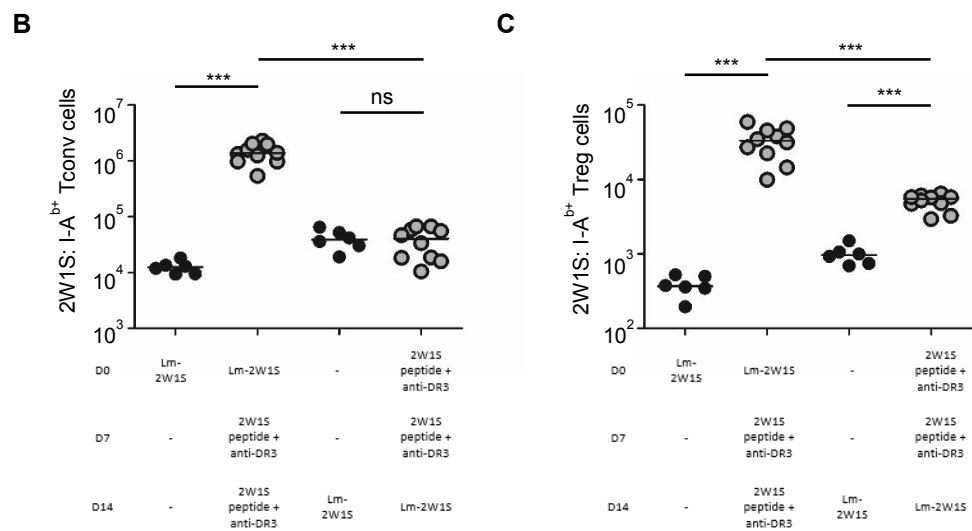 B
***
***
ns
2W1S: I-A^b+ Tconv cells
10^7
10^6
10^5
10^4
10^3
D0
Lm-
2W1S
Lm-2W1S
-
2W1S
peptide +
anti-DR3
D7
-
2W1S
peptide +
anti-DR3
-
2W1S
peptide +
anti-DR3
D14
-
2W1S
peptide +
anti-DR3
Lm-
2W1S
Lm-2W1S
C
***
***
***
2W1S: I-A^b+ Treg cells
10^5
10^4
10^3
10^2
D0
Lm-
2W1S
Lm-2W1S
-
2W1S
peptide +
anti-DR3
D7
-
2W1S
peptide +
anti-DR3
-
2W1S
peptide +
anti-DR3
D14
-
2W1S
peptide +
anti-DR3
Lm-
2W1S
Lm-2W1S